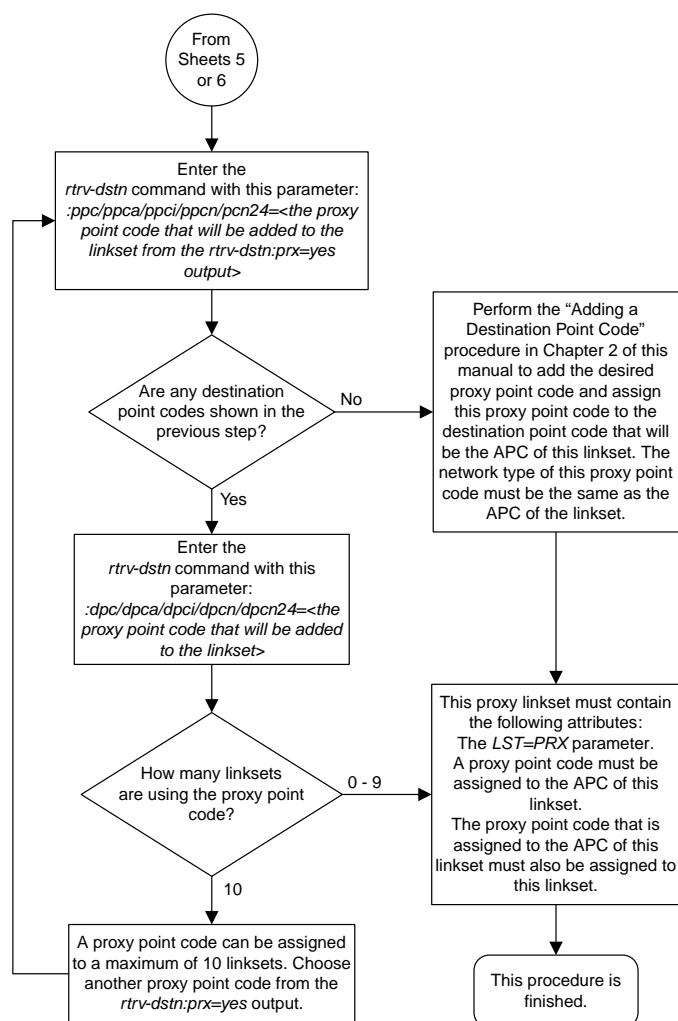 From
Sheets 5
or 6
Enter the
rtrv-dstn command with this parameter:
:ppc/ppca/ppci/ppcn/pcn24=<the proxy
point code that will be added to the
linkset from the rtrv-dstn:prx=yes
output>
Are any destination
point codes shown in the
previous step?
No
Perform the “Adding a
Destination Point Code”
procedure in Chapter 2 of this
manual to add the desired
proxy point code and assign
this proxy point code to the
destination point code that will
be the APC of this linkset. The
network type of this proxy point
code must be the same as the
APC of the linkset.
Yes
Enter the
rtrv-dstn command with this
parameter:
:dpc/dpca/dpci/dpcn/dpcn24=<the
proxy point code that will be added
to the linkset>
How many linksets
are using the proxy point
code?
0 - 9
This proxy linkset must contain
the following attributes:
The LST=PRX parameter.
A proxy point code must be
assigned to the APC of this
linkset.
The proxy point code that is
assigned to the APC of this
linkset must also be assigned to
this linkset.
10
A proxy point code can be assigned
to a maximum of 10 linksets. Choose
another proxy point code from the
rtrv-dstn:prx=yes output.
This procedure is
finished.